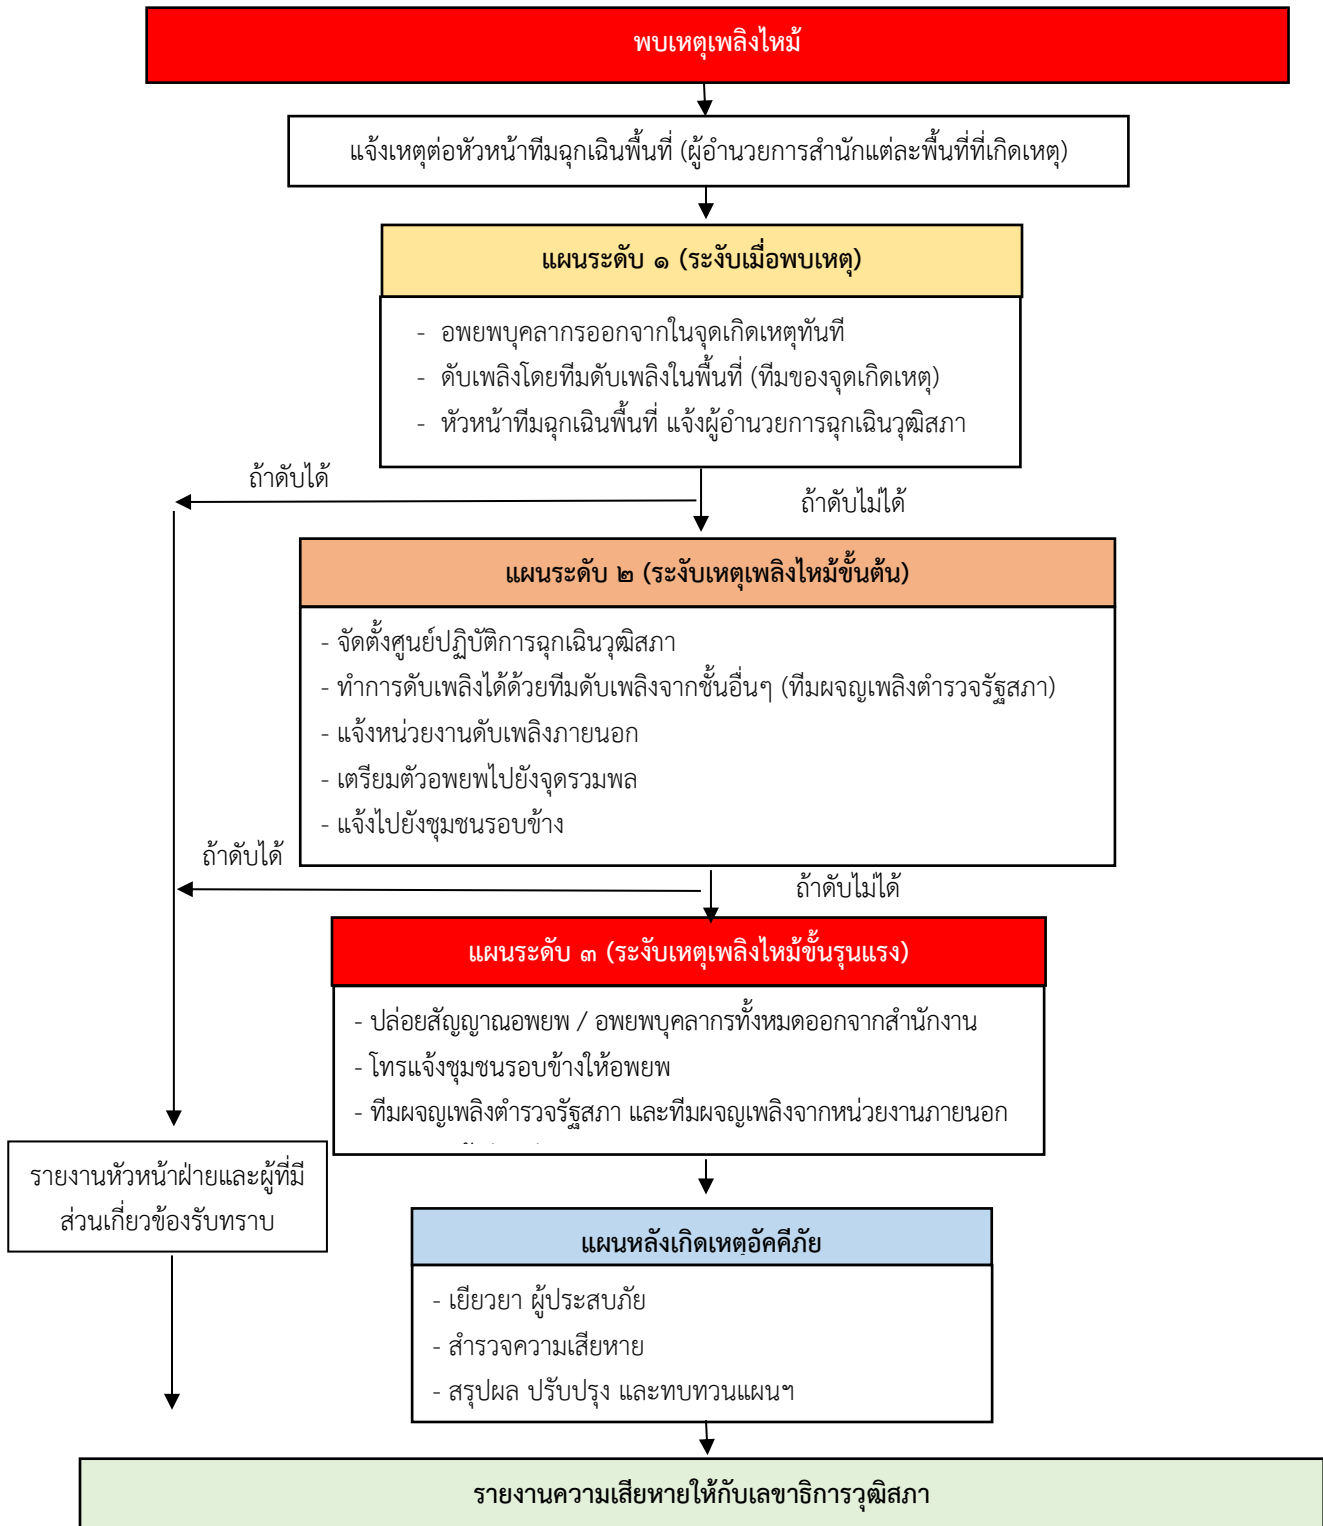 พบเหตุเพลิงไหม้
แจ้งเหตุต่อหัวหน้าทีมฉุกเฉินพื้นที่ (ผู้อำนวยการสำนักแต่ละพื้นที่ที่เกิดเหตุ)
แผนระดับ ๑ (ระงับเมื่อพบเหตุ)
- อพยพบุคลากรออกจากในจุดเกิดเหตุทันที
- ดับเพลิงโดยทีมดับเพลิงในพื้นที่ (ทีมของจุดเกิดเหตุ)
- หัวหน้าทีมฉุกเฉินพื้นที่ แจ้งผู้อำนวยการฉุกเฉินวุฒิสภา
ถ้าดับได้
ถ้าดับไม่ได้
แผนระดับ ๒ (ระงับเหตุเพลิงไหม้ขั้นต้น)
- จัดตั้งศูนย์ปฏิบัติการฉุกเฉินวุฒิสภา
- ทำการดับเพลิงได้ด้วยทีมดับเพลิงจากชั้นอื่นๆ (ทีมผจญเพลิงตำรวจรัฐสภา)
- แจ้งหน่วยงานดับเพลิงภายนอก
- เตรียมตัวอพยพไปยังจุดรวมพล
- แจ้งไปยังชุมชนรอบข้าง
ถ้าดับได้
ถ้าดับไม่ได้
แผนระดับ ๓ (ระงับเหตุเพลิงไหม้ขั้นรุนแรง)
- ปล่อยสัญญาณอพยพ / อพยพบุคลากรทั้งหมดออกจากสำนักงาน
- โทรแจ้งชุมชนรอบข้างให้อพยพ
- ทีมผจญเพลิงตำรวจรัฐสภา และทีมผจญเพลิงจากหน่วยงานภายนอก
รายงานหัวหน้าฝ่ายและผู้ที่มี
ส่วนเกี่ยวข้องรับทราบ
แผนหลังเกิดเหตุอัคคีภัย
- เยียวยา ผู้ประสบภัย
- สำรวจความเสียหาย
- สรุปผล ปรับปรุง และทบทวนแผนฯ
รายงานความเสียหายให้กับเลขาธิการวุฒิสภา